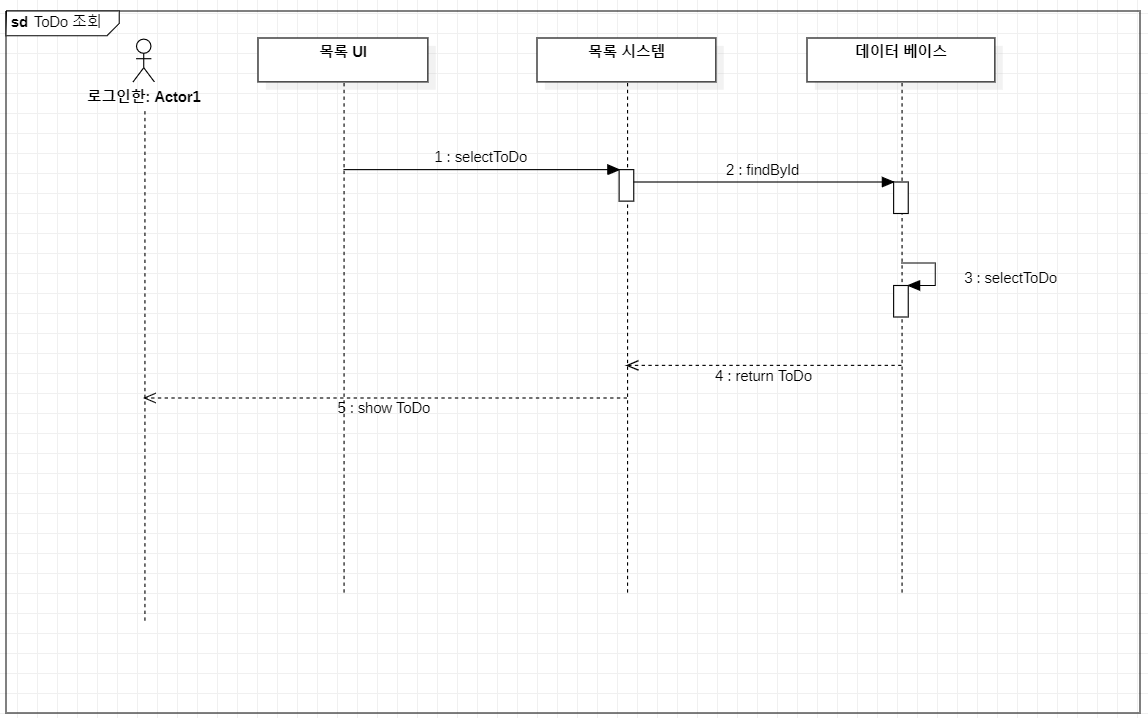 sd ToDo 조회
로그인한: Actor1
목록 UI
목록 시스템
데이터 베이스
1 : selectToDo
2 : findById
3 : selectToDo
4 : return ToDo
5 : show ToDo